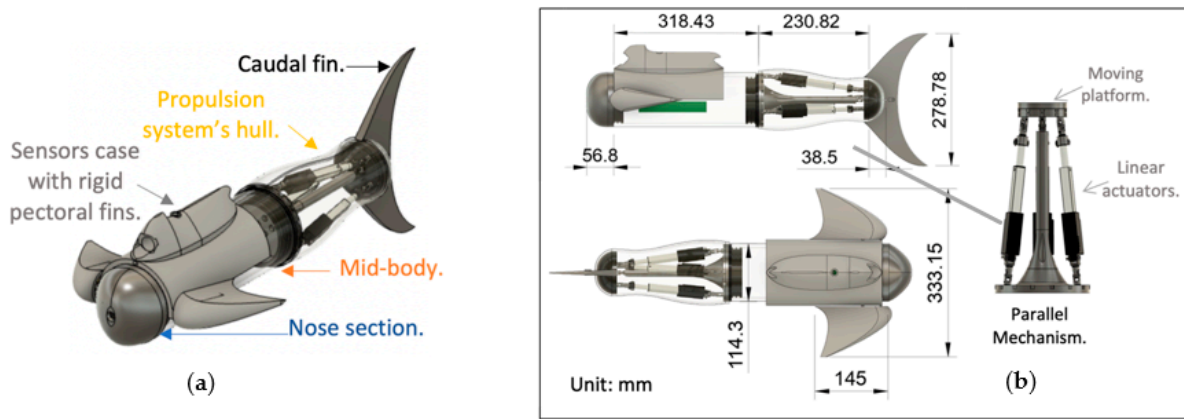 Caudal fin.
Propulsion
system's hull.
Sensors case
with rigid
pectoral fins.
Mid-body.
Nose section.
(a)
318.43
230.82
278.78
56.8
38.5
333.15
114.3
145
Unit: mm
Moving
platform.
Linear
actuators.
Parallel
Mechanism.
(b)